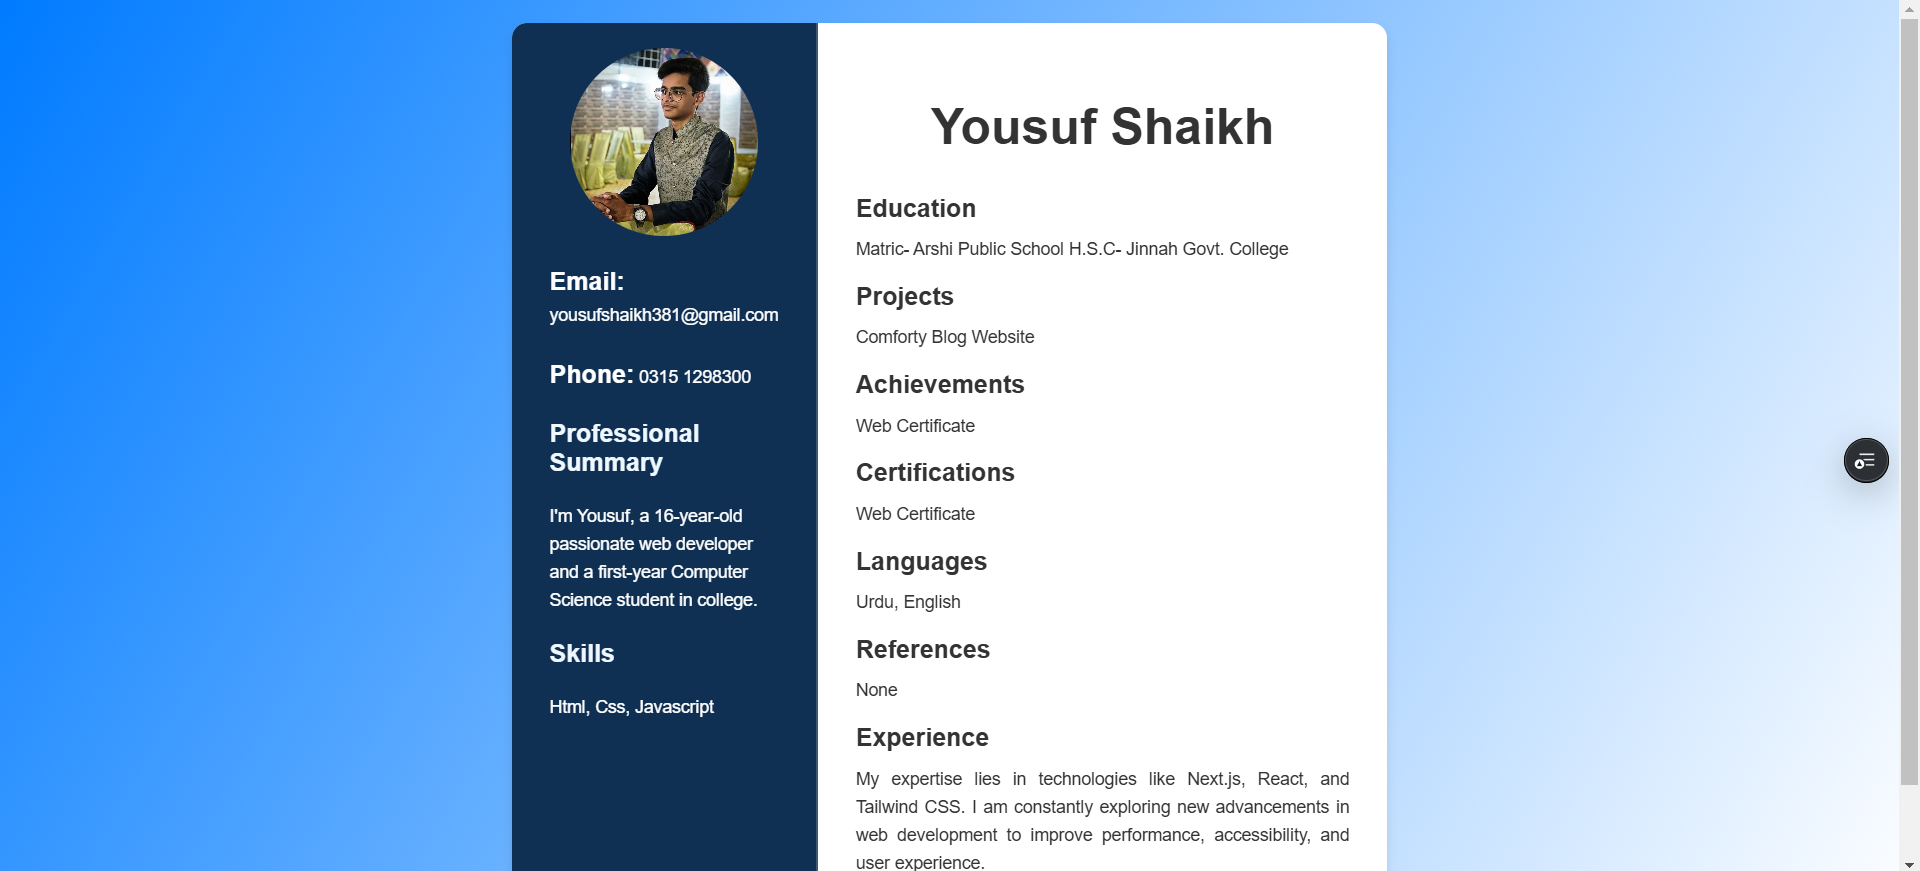 Email:
yousufshaikh381@gmail.com
Phone: 0315 1298300
Professional
Summary
I'm Yousuf, a 16-year-old
passionate web developer
and a first-year Computer
Science student in college.
Skills
Html, Css, Javascript
Yousuf Shaikh
Education
Matric- Arshi Public School H.S.C- Jinnah Govt. College
Projects
Comforty Blog Website
Achievements
Web Certificate
Certifications
Web Certificate
Languages
Urdu, English
References
None
Experience
My expertise lies in technologies like Next.js, React, and
Tailwind CSS. I am constantly exploring new advancements in
web development to improve performance, accessibility, and
user experience.